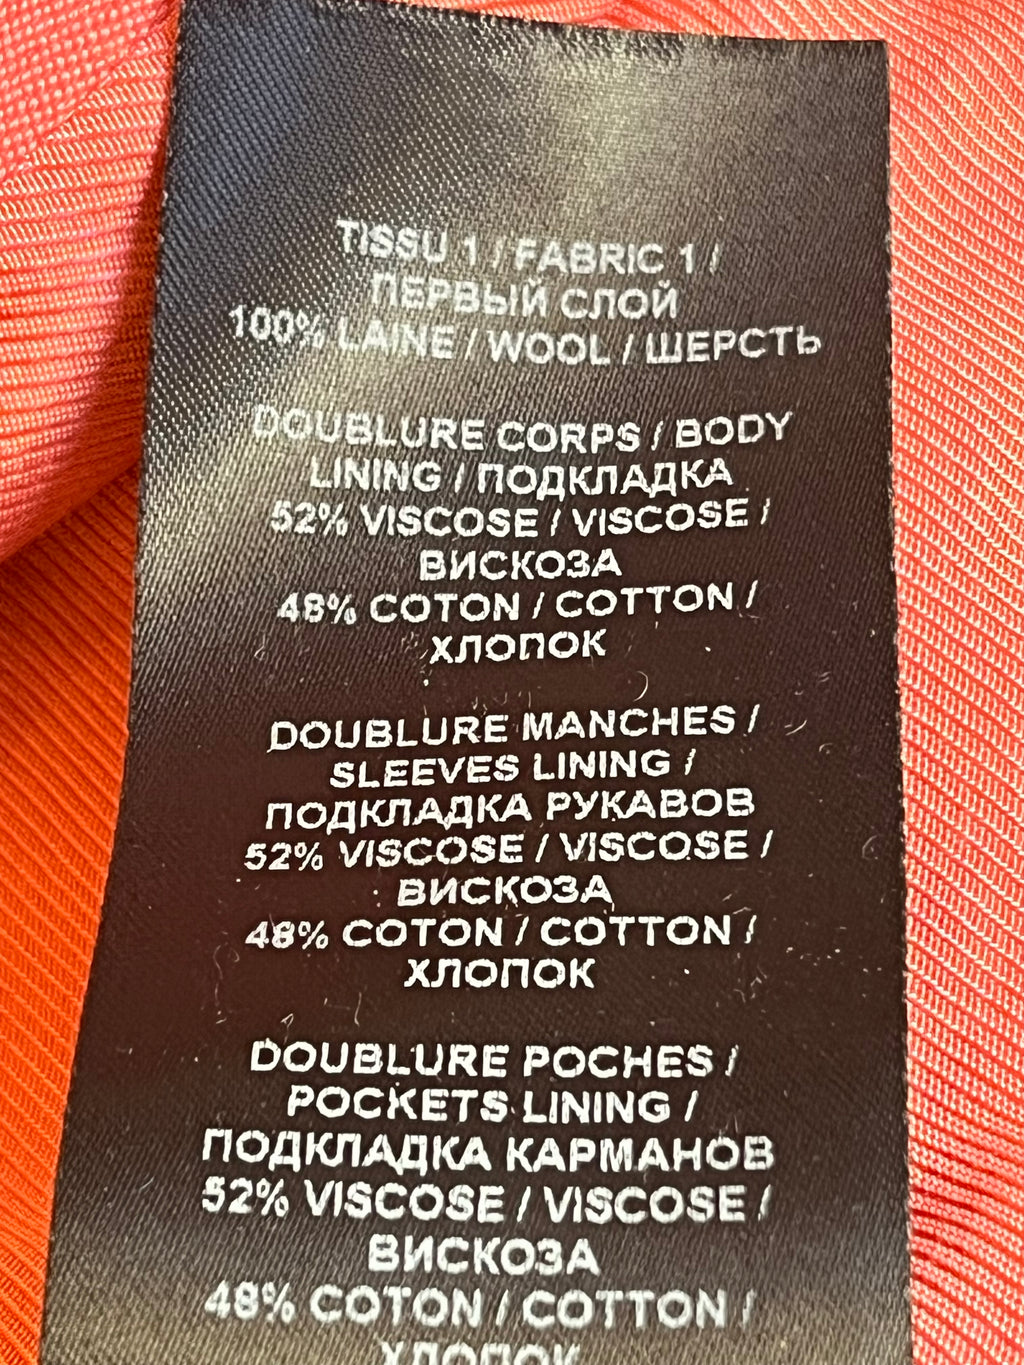 TISSU 1 / FABRIC 1 /
ПЕРВЫЙ СЛОЙ
100% LAINE / WOOL / ШЕРСТЬ
DOUBLURE CORPS / BODY
LINING / ПОДКЛАДКА
52% VISCOSE / VISCOSE /
ВИСКОЗА
48% COTON / COTTON /
ХЛОПОК
DOUBLURE MANCHES /
SLEEVES LINING /
ПОДКЛАДКА РУКАВОВ
52% VISCOSE / VISCOSE /
ВИСКОЗА
48% COTON / COTTON /
ХЛОПОК
DOUBLURE POCHES /
POCKETS LINING /
ПОДКЛАДКА КАРМАНОВ
52% VISCOSE / VISCOSE /
ВИСКОЗА
48% COTON / COTTON /
ХЛОПОК